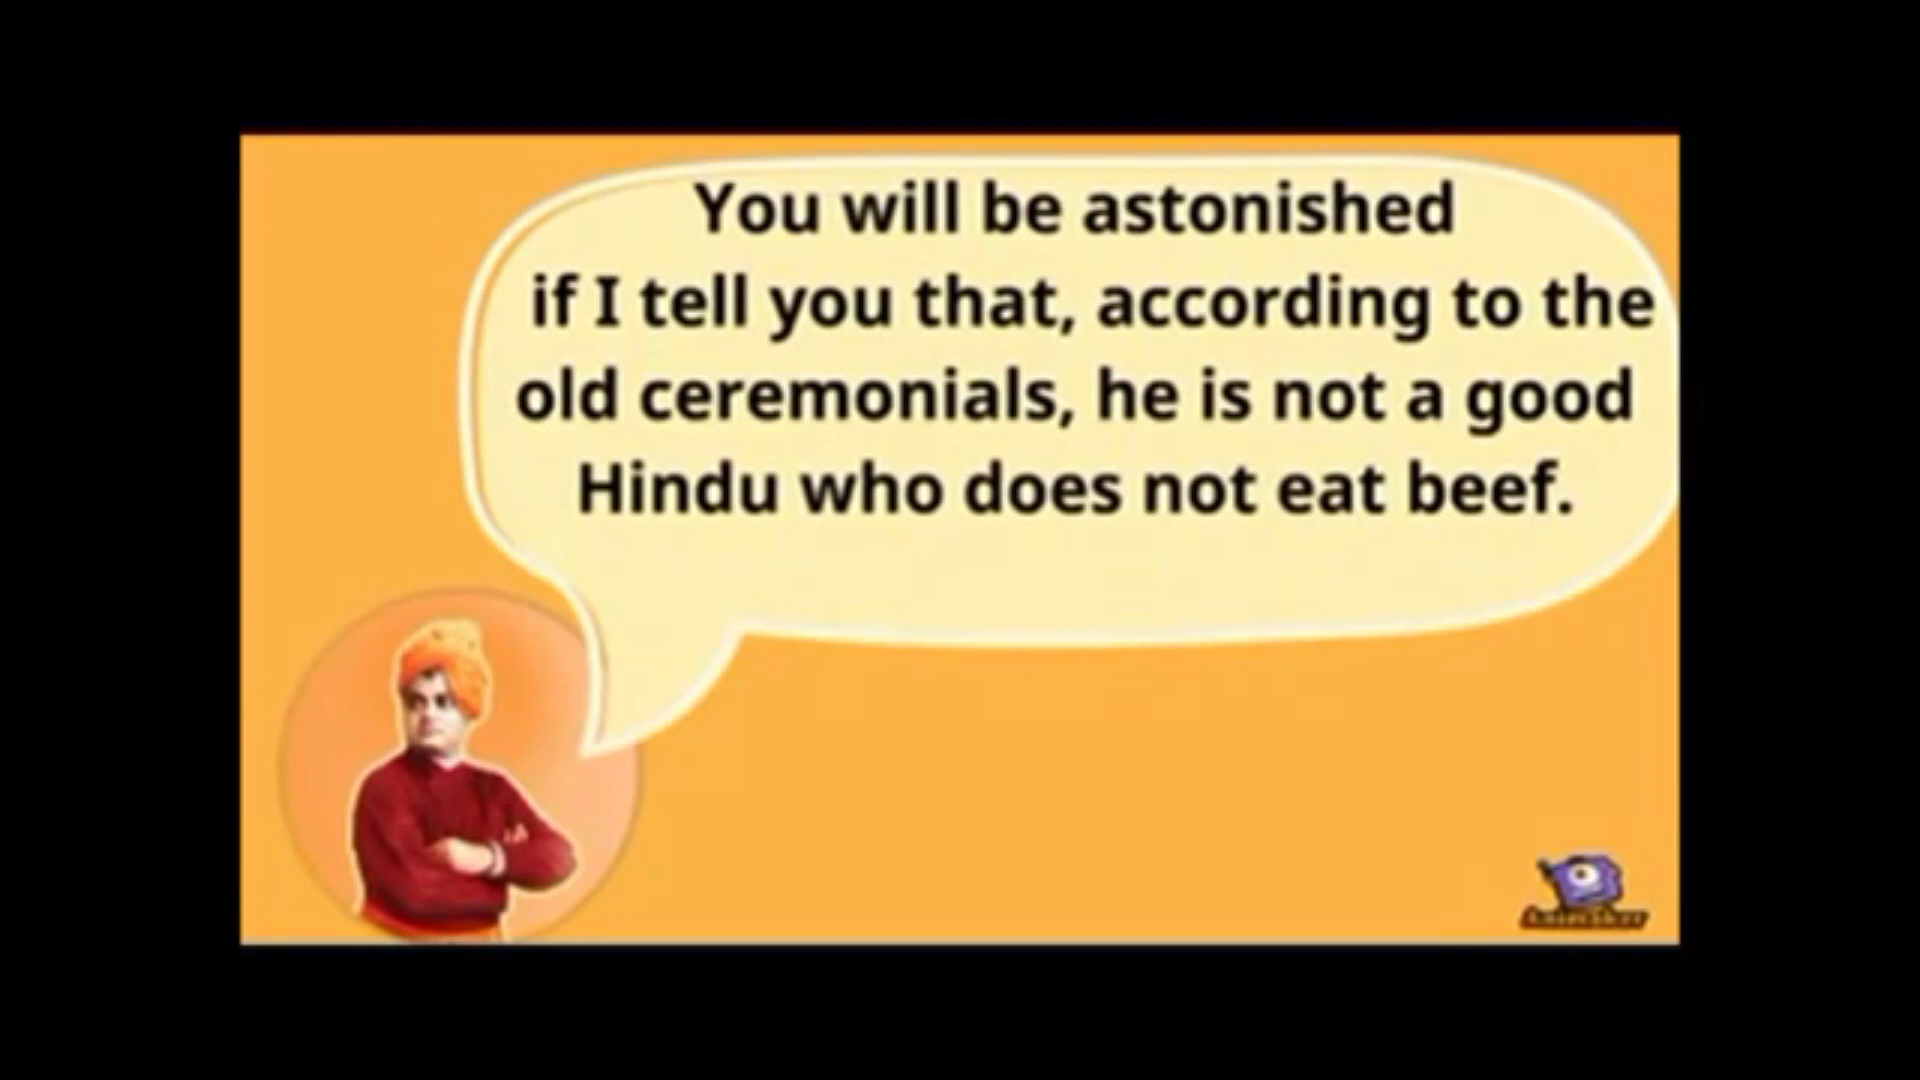 You will be astonished
if I tell you that, according to the
old ceremonials, he is not a good
Hindu who does not eat beef.